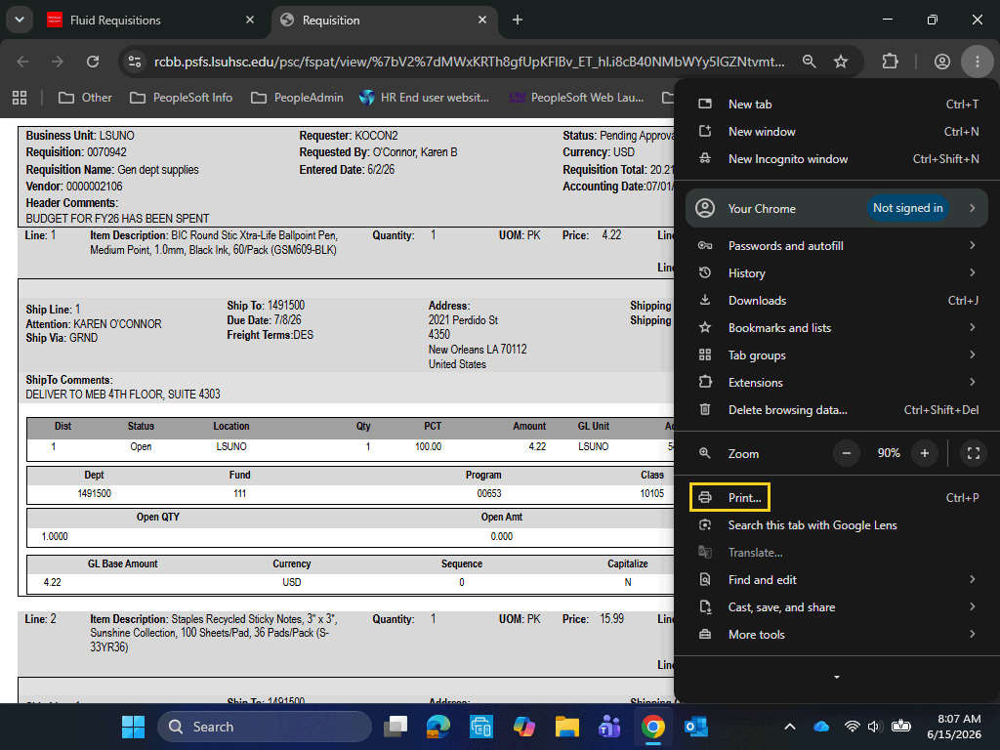 Fluid Requisitions
Requisition
rcbb.psfs.lsuhsc.edu/psc/fspat/view/%7bV2%7dMWxKRTh8gfUpKFlBv_ET_hl.i8cB40NMbWYy5lGZNtvmt...
Other
PeopleSoft Info
PeopleAdmin
HR End user websit...
PeopleSoft Web Lau...
Business Unit: LSUNO
Requester: KOCON2
Status: Pending Approva
Requisition: 0070942
Requested By: O'Connor, Karen B
Currency: USD
Requisition Name: Gen dept supplies
Entered Date: 6/2/26
Requisition Total: 20.21
Vendor: 0000002106
Accounting Date:07/01/
Header Comments:
BUDGET FOR FY26 HAS BEEN SPENT
Line: 1 Item Description: BIC Round Stic Xtra-Life Ballpoint Pen, Quantity: 1 UOM: PK Price: 4.22 Line
Medium Point, 1.0mm, Black Ink, 60/Pack (GSM609-BLK)
Line
Ship Line: 1
Attention: KAREN O'CONNOR
Ship Via: GRND
Ship To: 1491500
Due Date: 7/8/26
Freight Terms:DES
Address:
2021 Perdido St
4350
New Orleans LA 70112
United States
Shipping
Shipping
ShipTo Comments:
DELIVER TO MEB 4TH FLOOR, SUITE 4303
Dist Status Location Qty PCT Amount GL Unit Ac
1 Open LSUNO 1 100.00 4.22 LSUNO 5
Dept Fund Program Class
1491500 111 00653 10105
Open QTY Open Amt
1.0000 0.000
GL Base Amount Currency Sequence Capitalize
4.22 USD 0 N
Line: 2 Item Description: Staples Recycled Sticky Notes, 3" x 3", Quantity: 1 UOM: PK Price: 15.99 Line
Sunshine Collection, 100 Sheets/Pad, 36 Pads/Pack (S-
33YR36)
Line
Ship To: 1491500 Address: Shipping
New tab Ctrl+T
New window Ctrl+N
New Incognito window Ctrl+Shift+N
Your Chrome Not signed in
Passwords and autofill
History
Downloads Ctrl+J
Bookmarks and lists
Tab groups
Extensions
Delete browsing data... Ctrl+Shift+Del
Zoom 90%
Print... Ctrl+P
Search this tab with Google Lens
Translate...
Find and edit
Cast, save, and share
More tools
Search
8:07 AM
6/15/2026